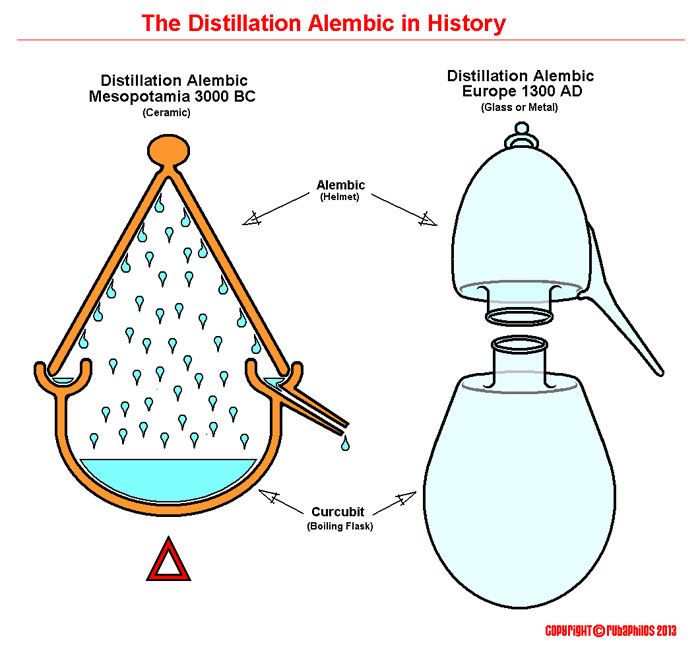 The Distillation Alembic in History
Distillation Alembic
Mesopotamia 3000 BC
(Ceramic)
Distillation Alembic
Europe 1300 AD
(Glass or Metal)
Alembic
(Helmet)
Curcubit
(Boiling Flask)
COPYRIGHT © RUBAPHILOS 2013